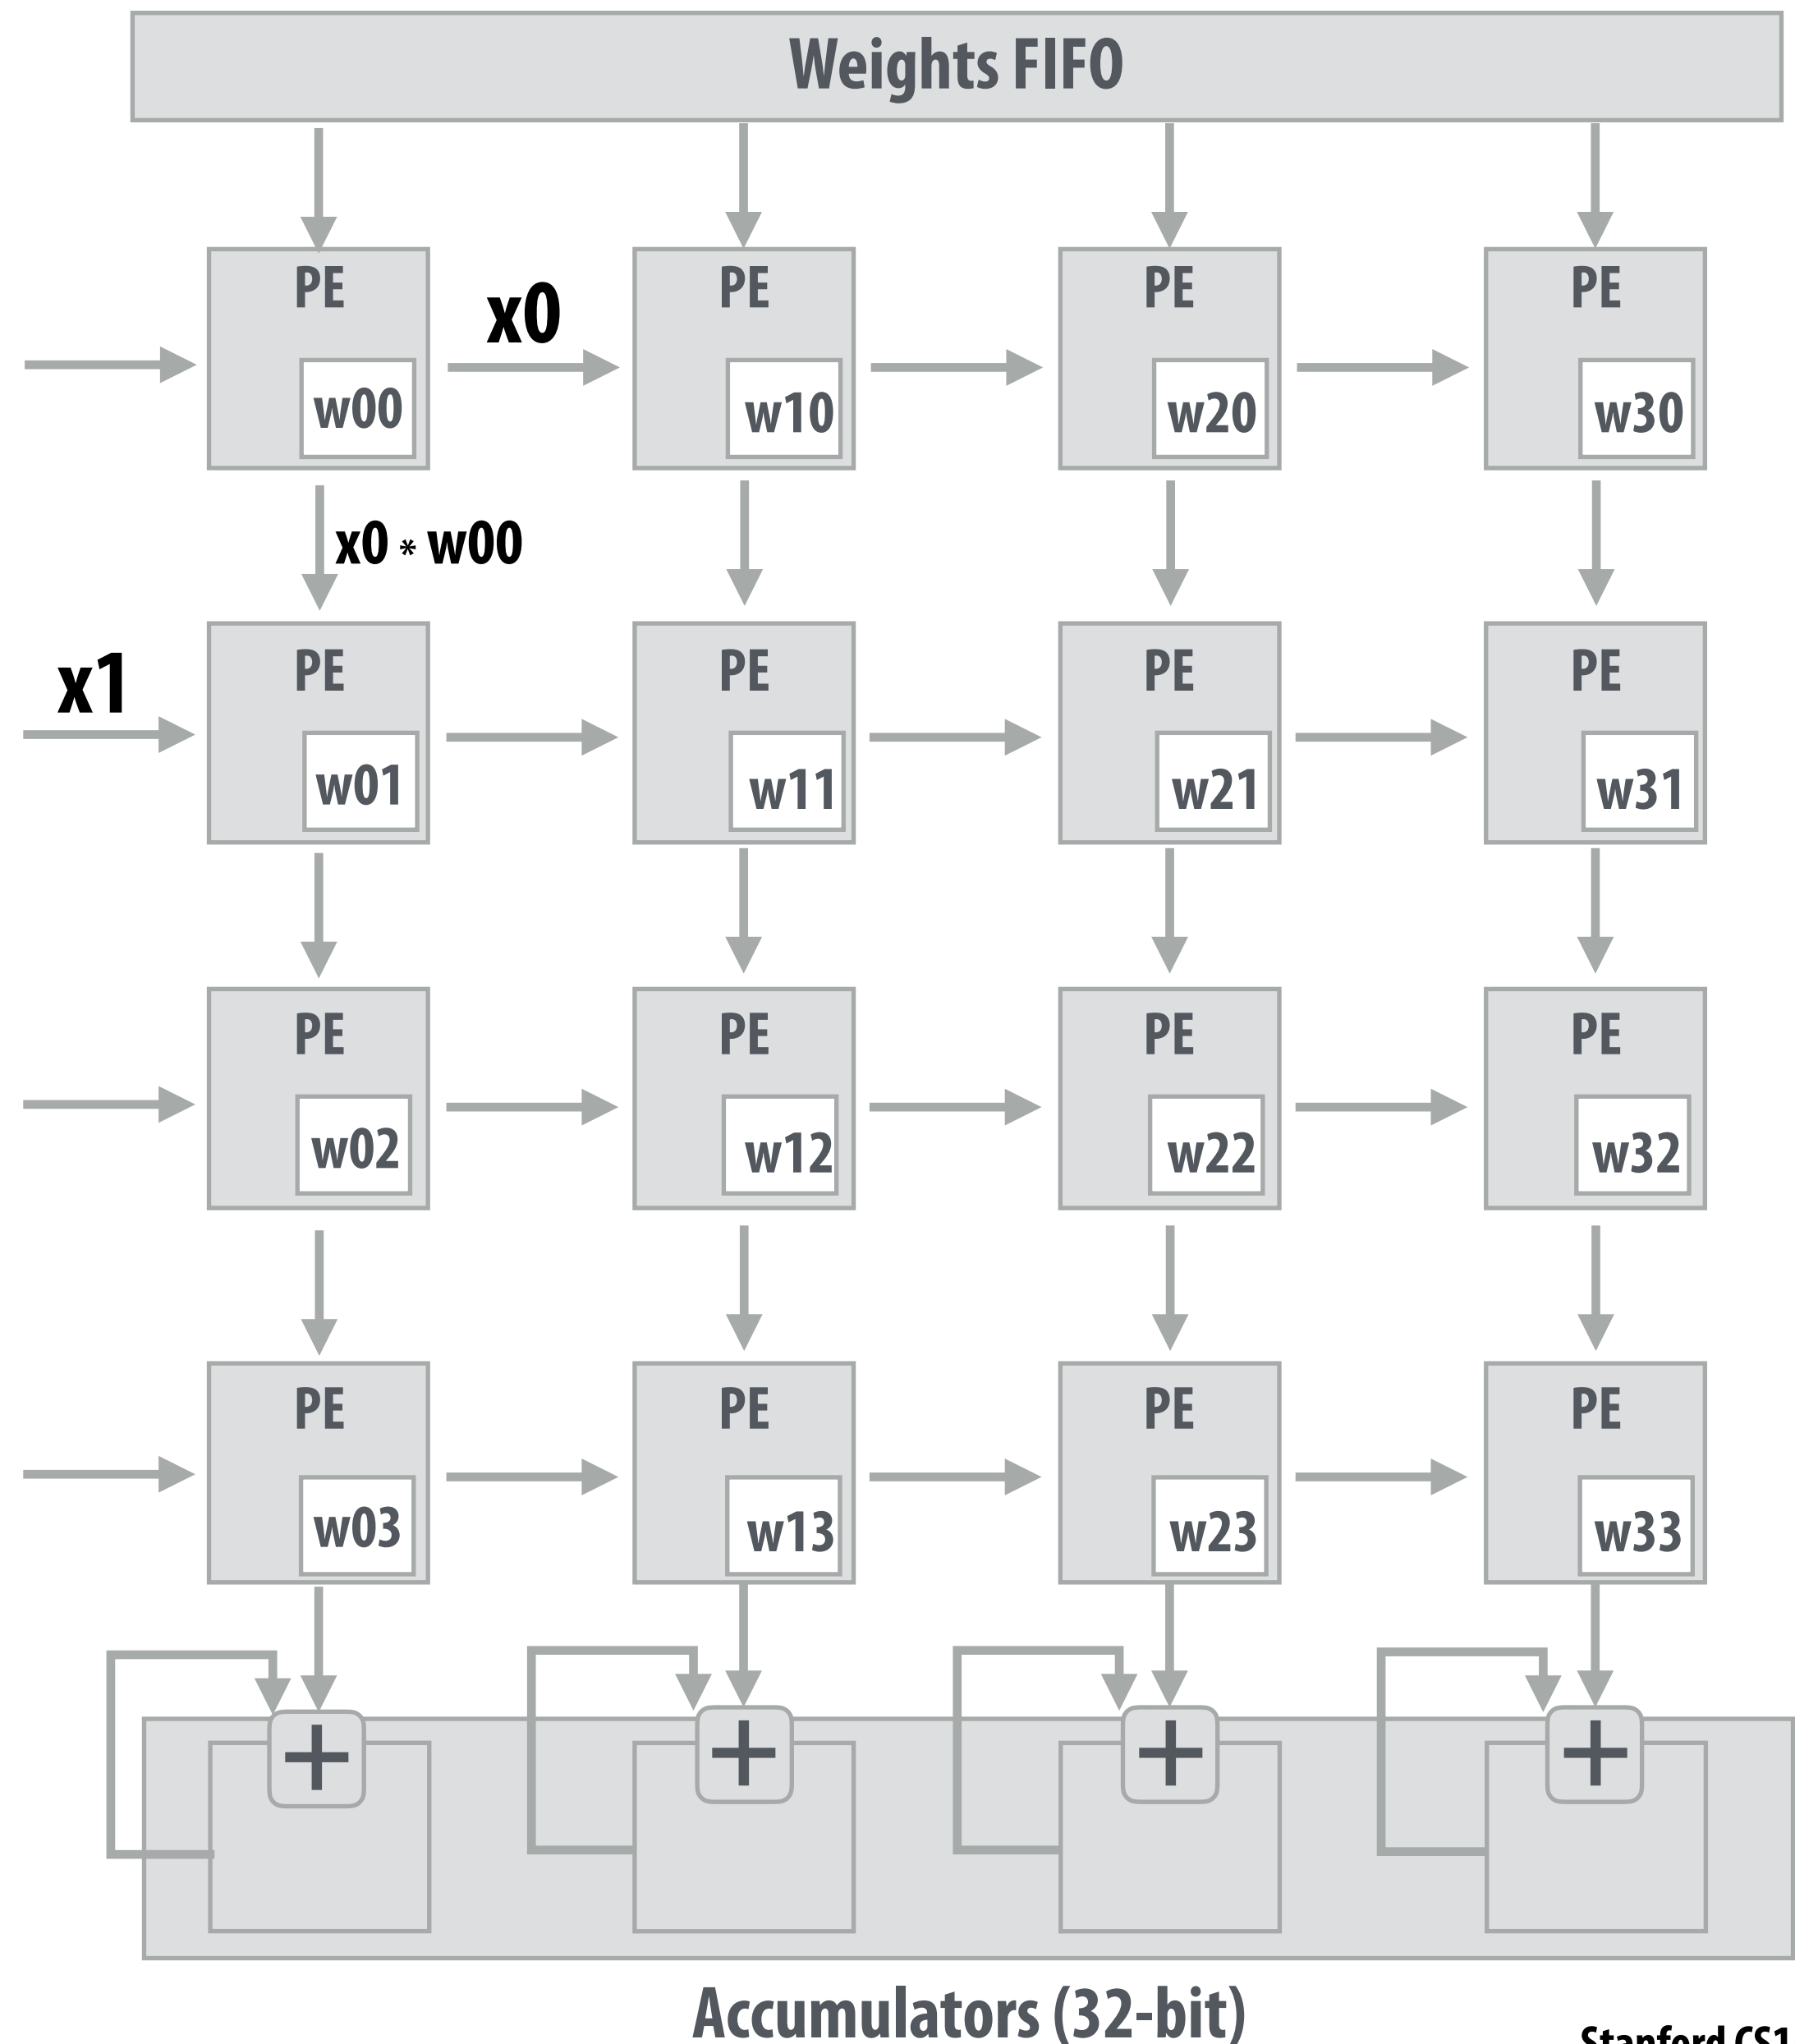 Weights FIFO
PE PE PE PE
x0
w00 w10 w20 w30
x0 * w00
PE PE PE PE
x1
w01 w11 w21 w31
PE PE PE PE
w02 w12 w22 w32
PE PE PE PE
w03 w13 w23 w33
+ + + +
Accumulators (32-bit)
Stanford CS1